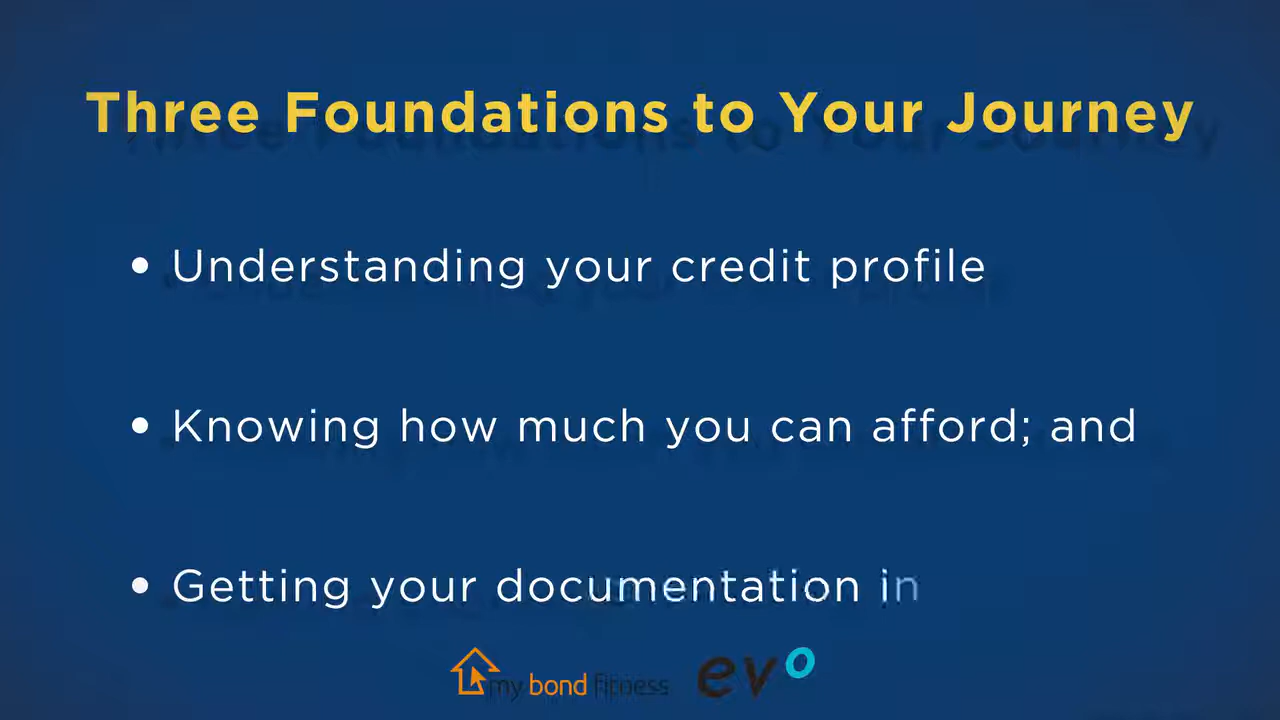 Three Foundations to Your Journey
• Understanding your credit profile
• Knowing how much you can afford; and
• Getting your documentation in
my bond fitness evo